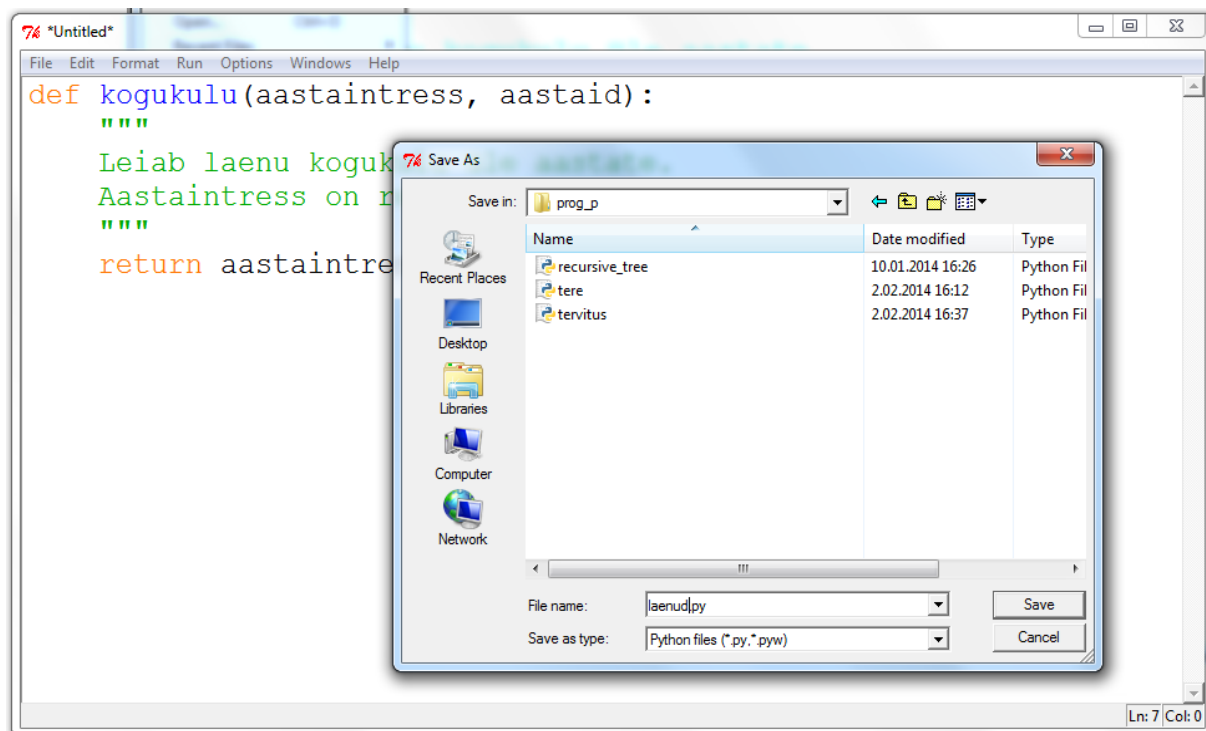 *Untitled*
File Edit Format Run Options Windows Help
def kogukulu(aastaintress, aastaid):
"""
Leiab laenu koguk
Aastaintress on r
"""
return aastaintre
Save As
Save in: prog_p
Name Date modified Type
recursive_tree 10.01.2014 16:26 Python Fil
tere 2.02.2014 16:12 Python Fil
tervitus 2.02.2014 16:37 Python Fil
Recent Places
Desktop
Libraries
Computer
Network
File name: laenud.py Save
Save as type: Python files (*.py,*.pyw) Cancel
Ln: 7 Col: 0